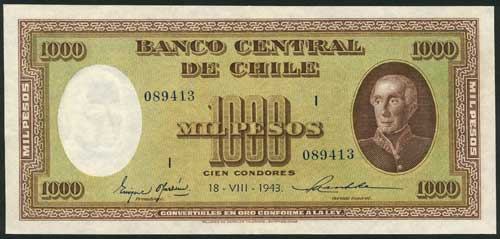 1000 BANCO CENTRAL 1000
DE CHILE
089413 I
1000
MIL PESOS
MIL PESOS
MIL PESOS
I CIEN CONDORES 089413
18 - VIII - 1943.
1000 1000
CONVERTIBLES EN ORO CONFORME A LA LEY